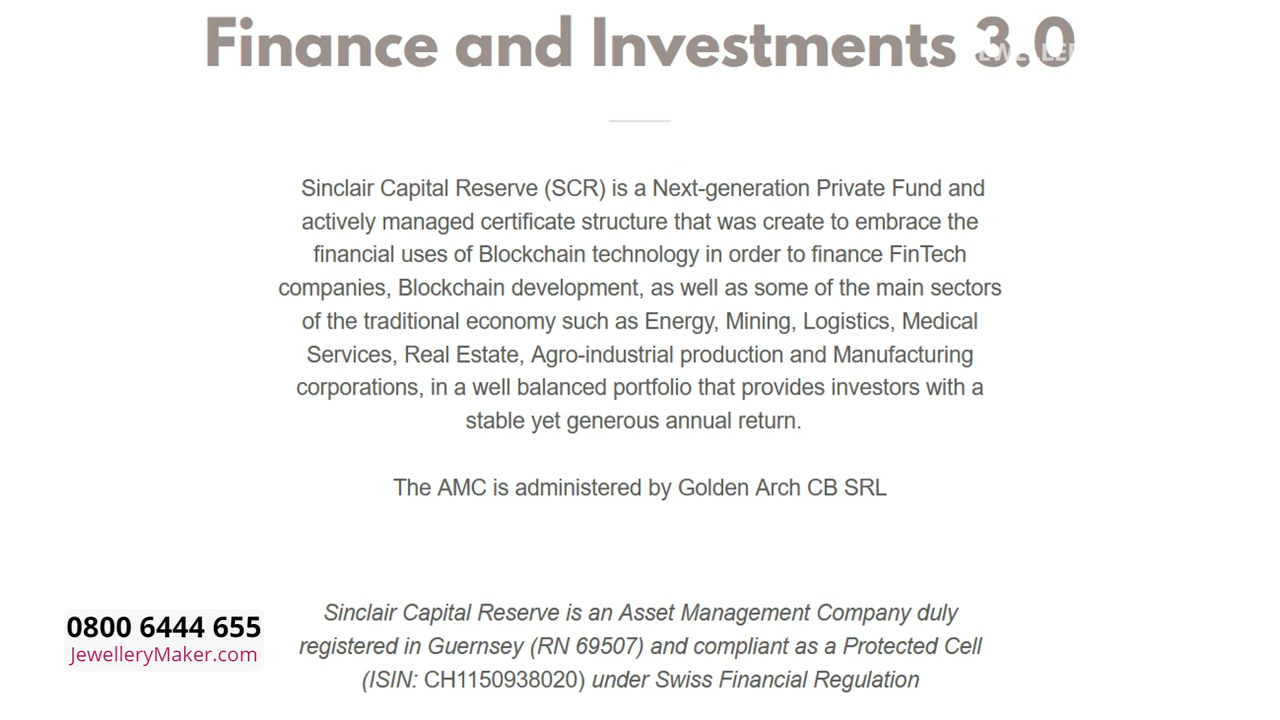 Finance and Investments 3.0
Sinclair Capital Reserve (SCR) is a Next-generation Private Fund and
actively managed certificate structure that was create to embrace the
financial uses of Blockchain technology in order to finance FinTech
companies, Blockchain development, as well as some of the main sectors
of the traditional economy such as Energy, Mining, Logistics, Medical
Services, Real Estate, Agro-industrial production and Manufacturing
corporations, in a well balanced portfolio that provides investors with a
stable yet generous annual return.
The AMC is administered by Golden Arch CB SRL
Sinclair Capital Reserve is an Asset Management Company duly
registered in Guernsey (RN 69507) and compliant as a Protected Cell
(ISIN: CH1150938020) under Swiss Financial Regulation
0800 6444 655
JewelleryMaker.com